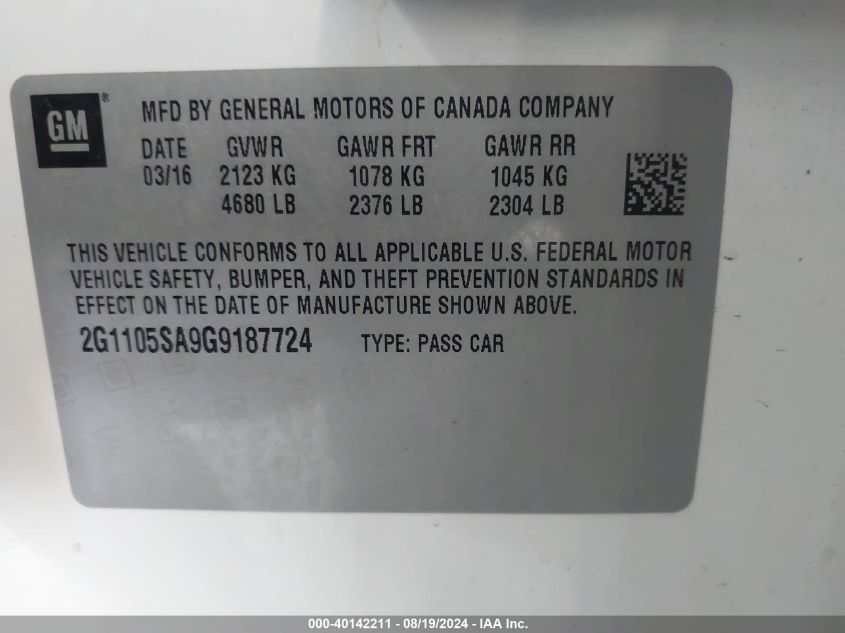 GM®
MFD BY GENERAL MOTORS OF CANADA COMPANY
DATE GVWR GAWR FRT GAWR RR
03/16 2123 KG 1078 KG 1045 KG
4680 LB 2376 LB 2304 LB
THIS VEHICLE CONFORMS TO ALL APPLICABLE U.S. FEDERAL MOTOR
VEHICLE SAFETY, BUMPER, AND THEFT PREVENTION STANDARDS IN
EFFECT ON THE DATE OF MANUFACTURE SHOWN ABOVE.
2G1105SA9G9187724 TYPE: PASS CAR
000-40142211 - 08/19/2024 - IAA Inc.